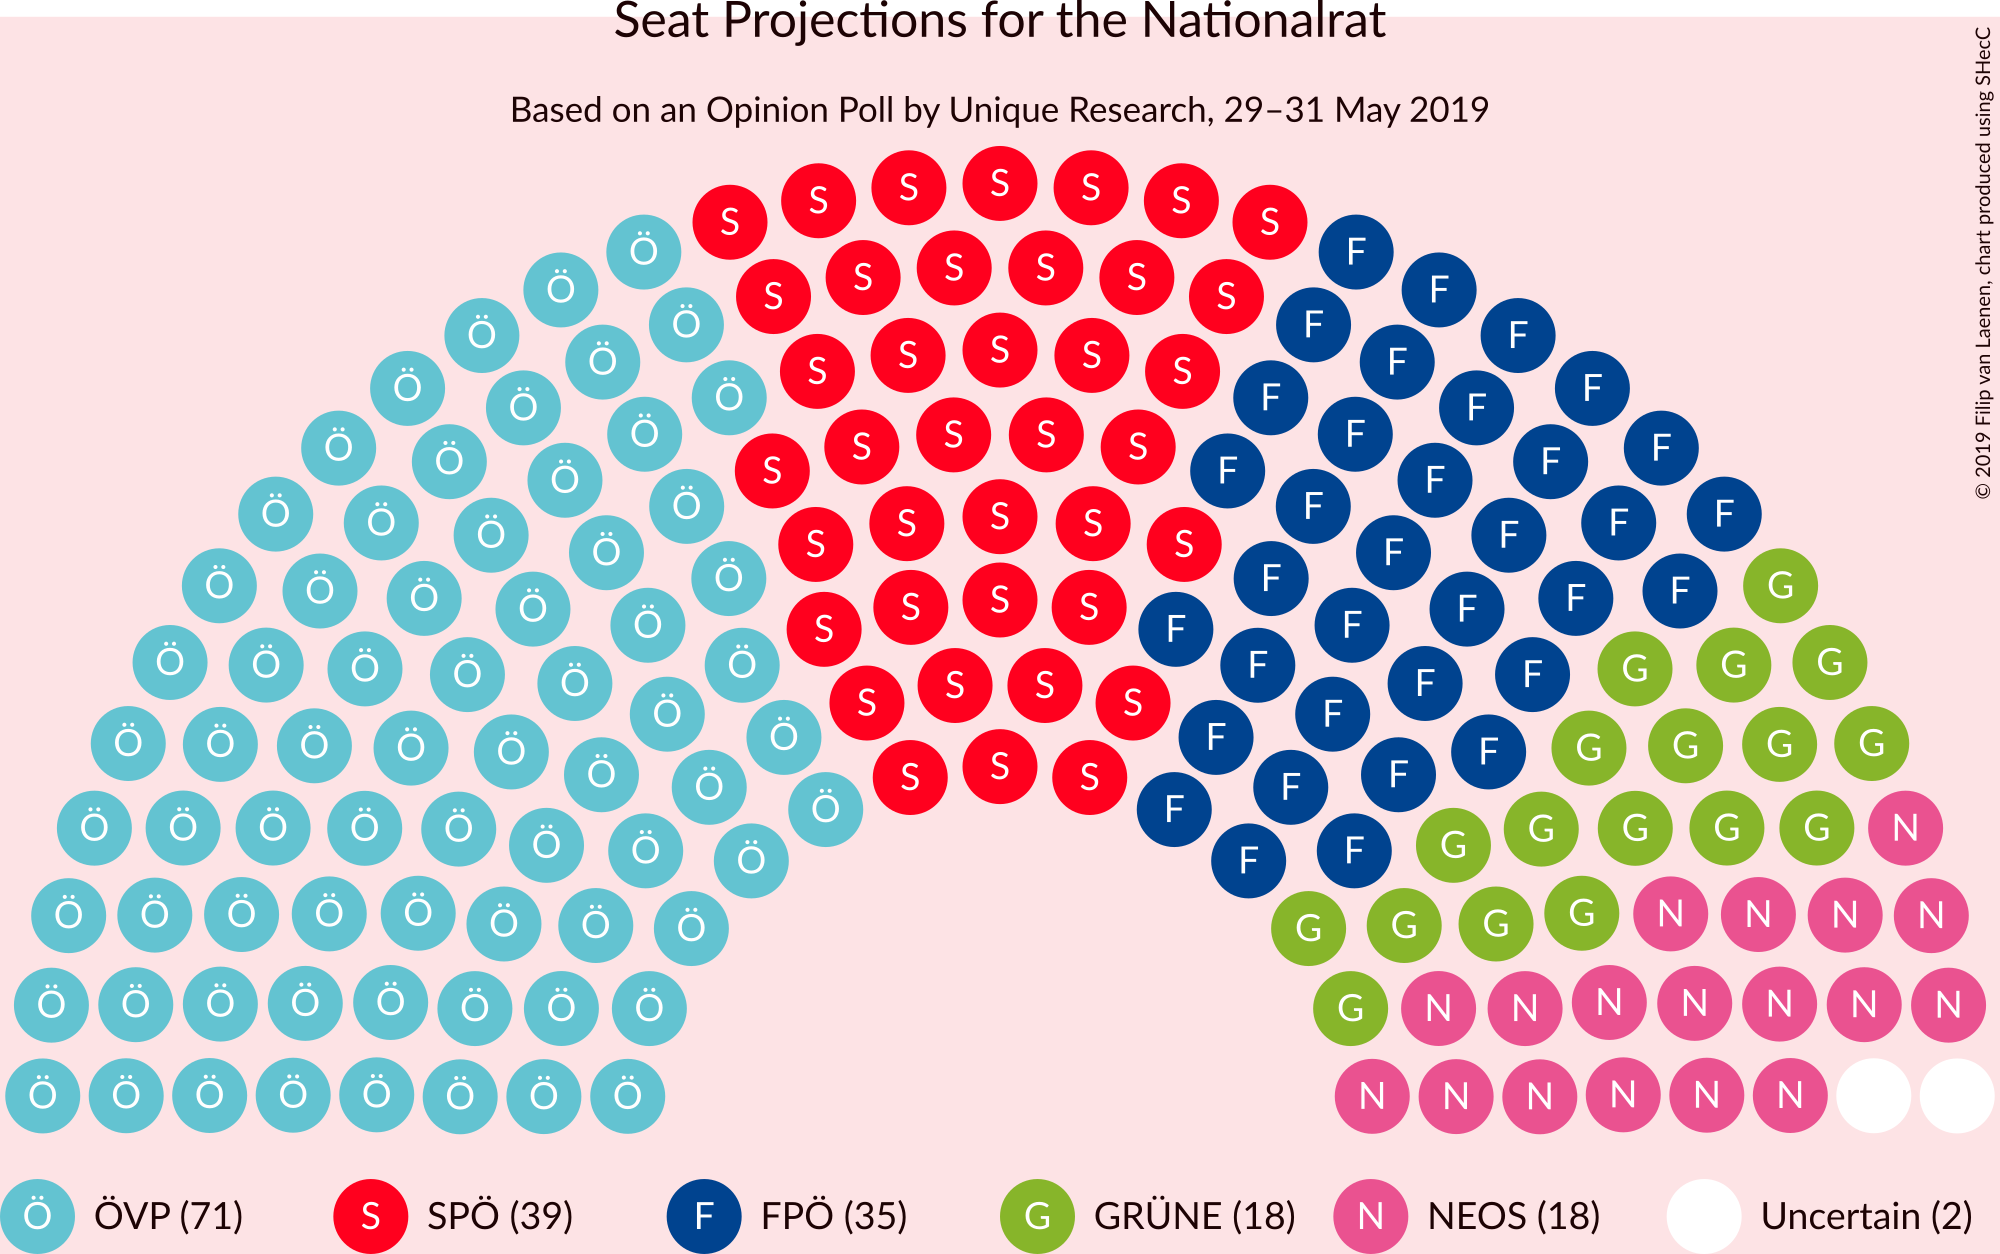 Seat Projections for the Nationalrat
Based on an Opinion Poll by Unique Research, 29–31 May 2019
© 2019 Filip van Laenen, chart produced using SHecC
S S S S S S S
Ö S S S S S S F
Ö Ö S S S S S F F
Ö Ö Ö S S S S S F F F
Ö Ö Ö Ö S S S S F F F F
Ö Ö Ö Ö Ö S S S F F F F F
Ö Ö Ö Ö Ö Ö S S S S F F F F F F
Ö Ö Ö Ö Ö Ö Ö S S S F F F F F F G
Ö Ö Ö Ö Ö Ö Ö Ö F F F F F G G G
Ö Ö Ö Ö Ö Ö Ö Ö F F F F G G G G
Ö Ö Ö Ö Ö Ö Ö Ö F F G G G G G N
Ö Ö Ö Ö Ö Ö Ö Ö G G G G N N N N
Ö Ö Ö Ö Ö Ö Ö Ö G N N N N N N N
Ö Ö Ö Ö Ö Ö Ö Ö N N N N N N
Ö ÖVP (71) S SPÖ (39) F FPÖ (35) G GRÜNE (18) N NEOS (18) Uncertain (2)